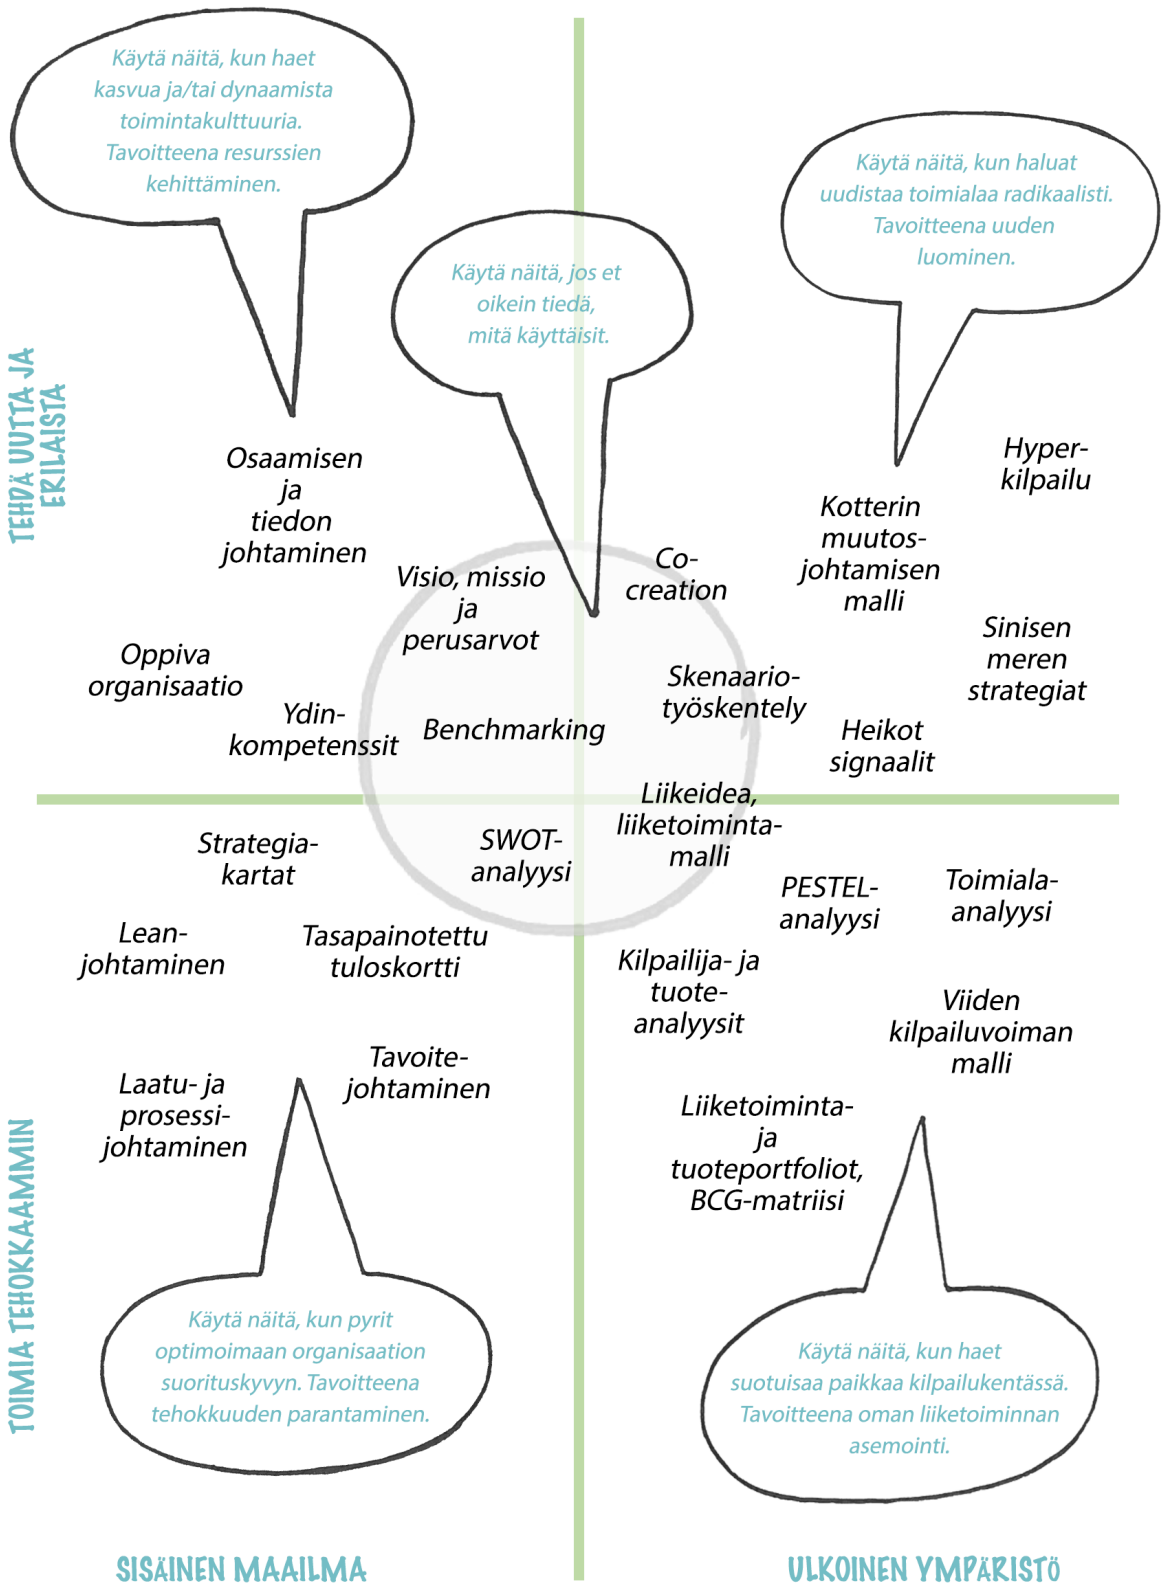 Käytä näitä, kun haet
kasvua ja/tai dynaamista
toimintakulttuuria.
Tavoitteena resurssien
kehittäminen.
Käytä näitä, kun haluat
uudistaa toimialaa radikaalisti.
Tavoitteena uuden
luominen.
Käytä näitä, jos et
oikein tiedä,
mitä käyttäisit.
TEHDÄ UUTTA JA
ERILAISTA
Osaamisen
ja
tiedon
johtaminen
Hyper-
kilpailu
Kotterin
muutos-
johtamisen
malli
Co-
creation
Visio, missio
ja
perusarvot
Sinisen
meren
strategiat
Oppiva
organisaatio
Skenaario-
työskentely
Ydin-
kompetenssit
Benchmarking
Heikot
signaalit
Liikeidea,
liiketoiminta-
malli
Strategia-
kartat
SWOT-
analyysi
PESTEL-
analyysi
Toimiala-
analyysi
Lean-
johtaminen
Tasapainotettu
tuloskortti
Kilpailija- ja
tuote-
analyysit
Viiden
kilpailuvoiman
malli
Tavoite-
johtaminen
Laatu- ja
prosessi-
johtaminen
Liiketoiminta-
ja
tuoteportfoliot,
BCG-matriisi
TOIMIA TEHOKKAAMMIN
Käytä näitä, kun pyrit
optimoimaan organisaation
suorituskyvyn. Tavoitteena
tehokkuuden parantaminen.
Käytä näitä, kun haet
suotuisaa paikkaa kilpailukentässä.
Tavoitteena oman liiketoiminnan
asemointi.
SISÄINEN MAAILMA
ULKOINEN YMPÄRISTÖ